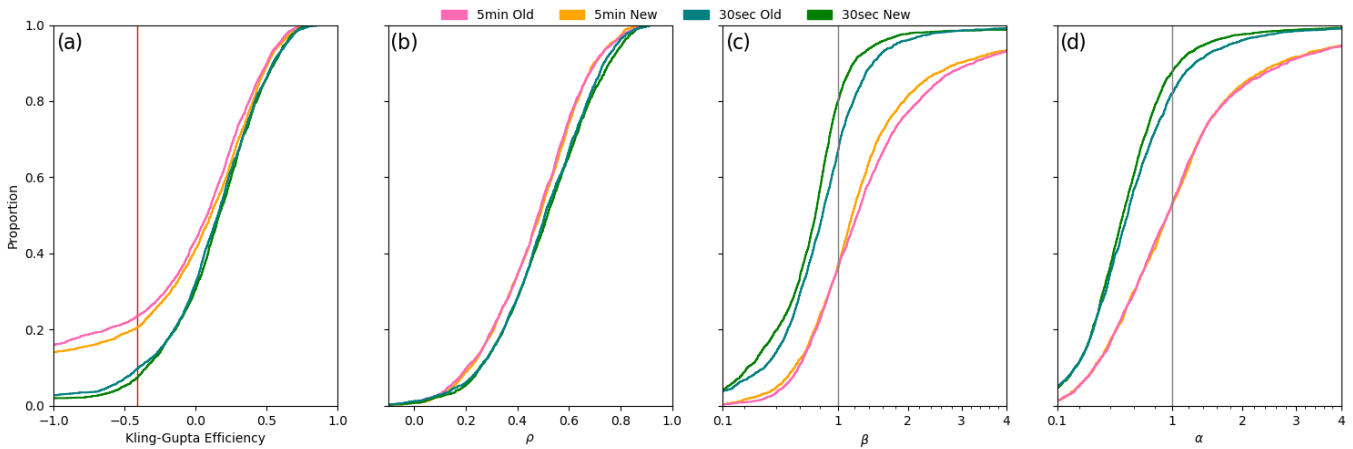 5min Old 5min New 30sec Old 30sec New
(a) (b) (c) (d)
1.0
0.8
0.6
0.4
0.2
0.0
Proportion
−1.0 −0.5 0.0 0.5 1.0
Kling-Gupta Efficiency
0.0 0.2 0.4 0.6 0.8 1.0
ρ
0.1 1 2 3 4
β
0.1 1 2 3 4
α